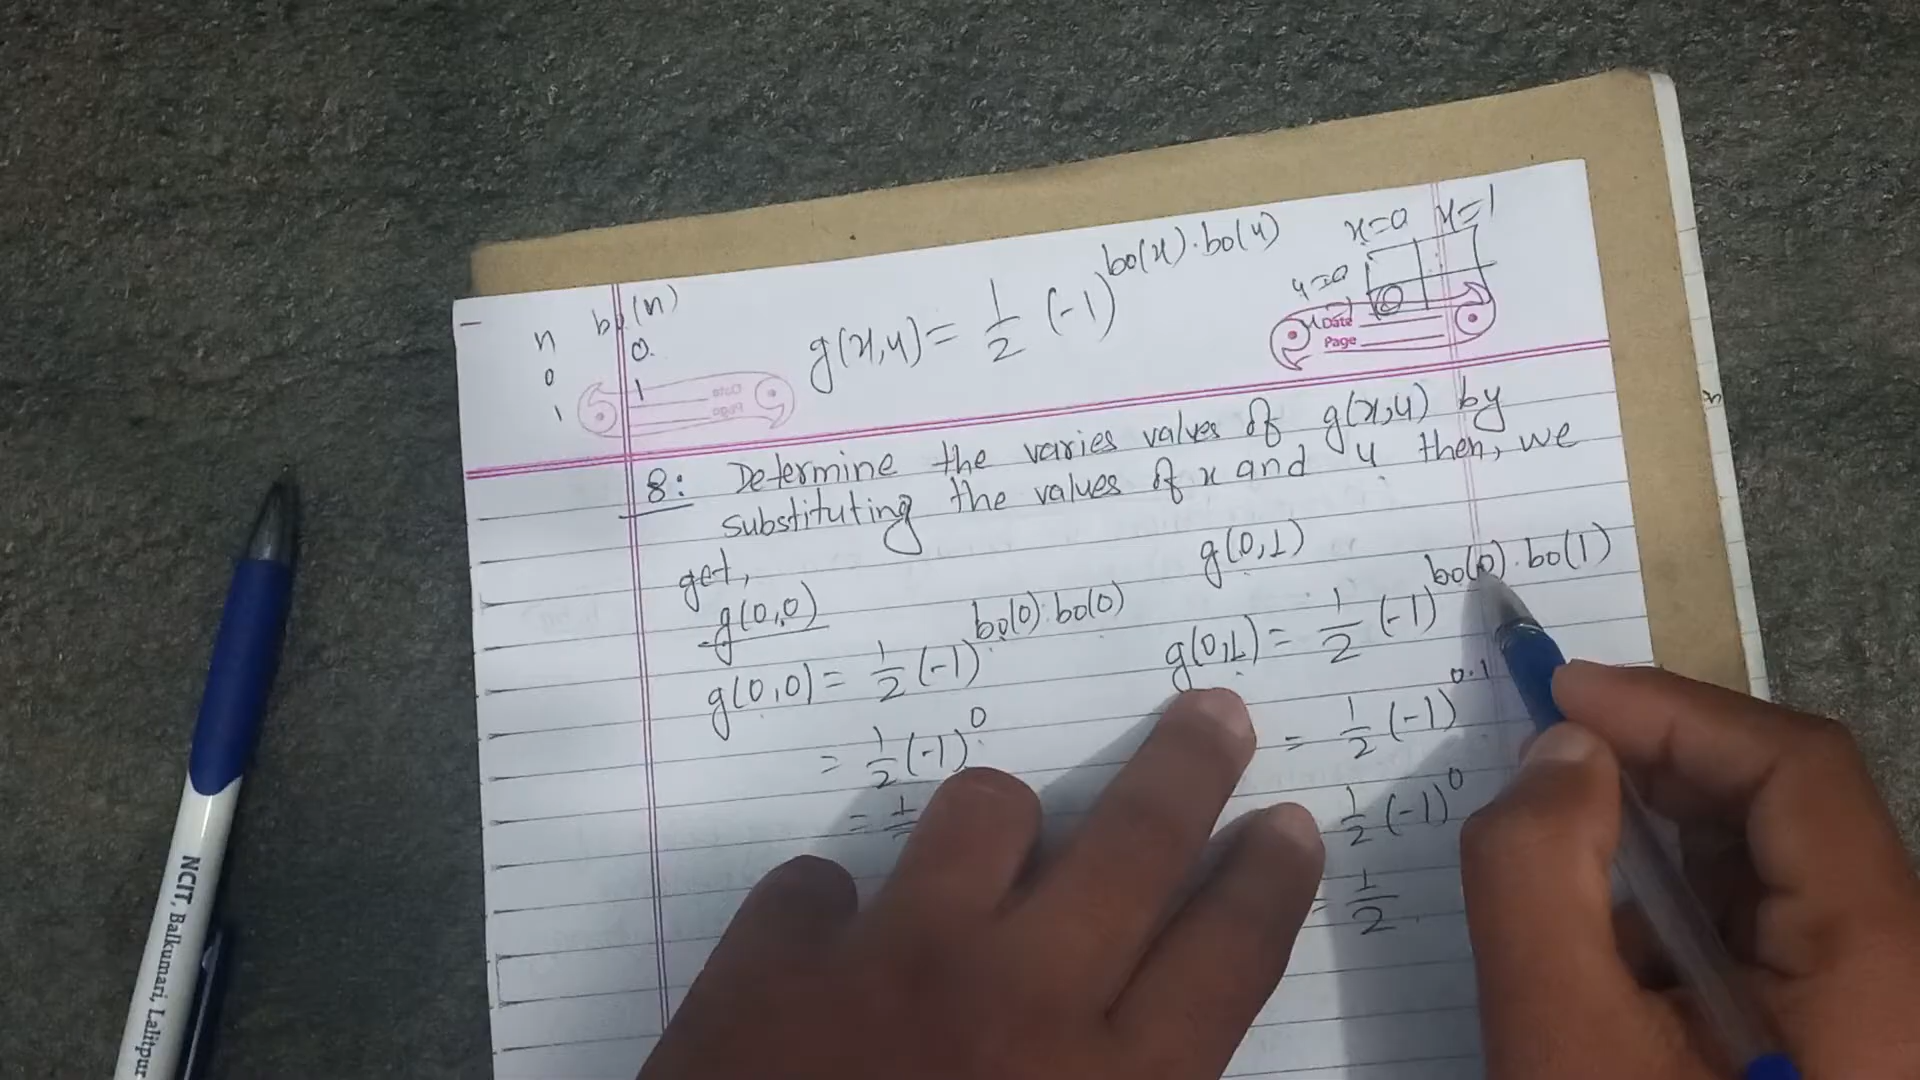 n b0(n)
0 0
1 1
g(x,y) = 1/2 (-1)^b0(x).b0(y)
x=0 x=1
y=0
Date
Page
8: Determine the varies values of g(x,y) by
substituting the values of x and y then, we
get,
g(0,0)
g(0,0) = 1/2 (-1)^b0(0).b0(0)
= 1/2 (-1)^0
g(0,1)
g(0,1) = 1/2 (-1)^b0(0).b0(1)
= 1/2 (-1)^0.1
1/2 (-1)^0
= 1/2
NCIT, Balkumari, Lalitpur